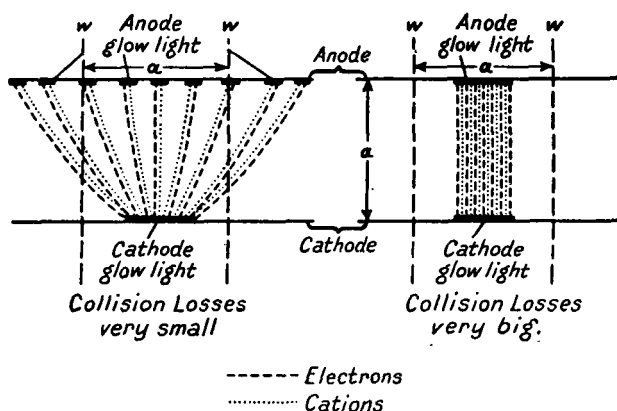 w
Anode
glow light
w
a
Anode
a
Cathode
Cathode
glow light
Collision Losses
very small
w
Anode
glow light
w
a
Cathode
glow light
Collision Losses
very big.
Electrons
Cations